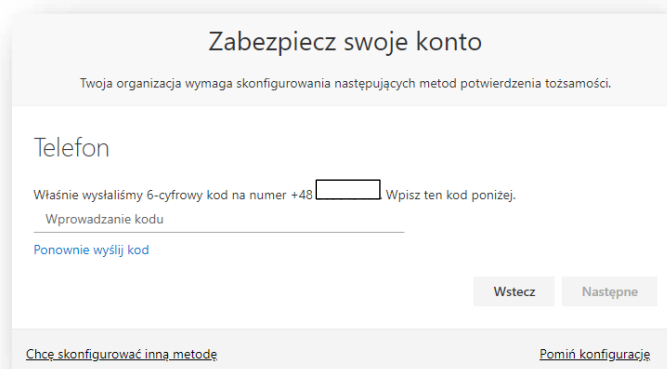 Zabezpiecz swoje konto
Twoja organizacja wymaga skonfigurowania następujących metod potwierdzenia tożsamości.
Telefon
Właśnie wysłaliśmy 6-cyfrowy kod na numer +48 Wpisz ten kod poniżej.
Wprowadzanie kodu
Ponownie wyślij kod
Wstecz Następne
Chcę skonfigurować inną metodę Pomiń konfigurację